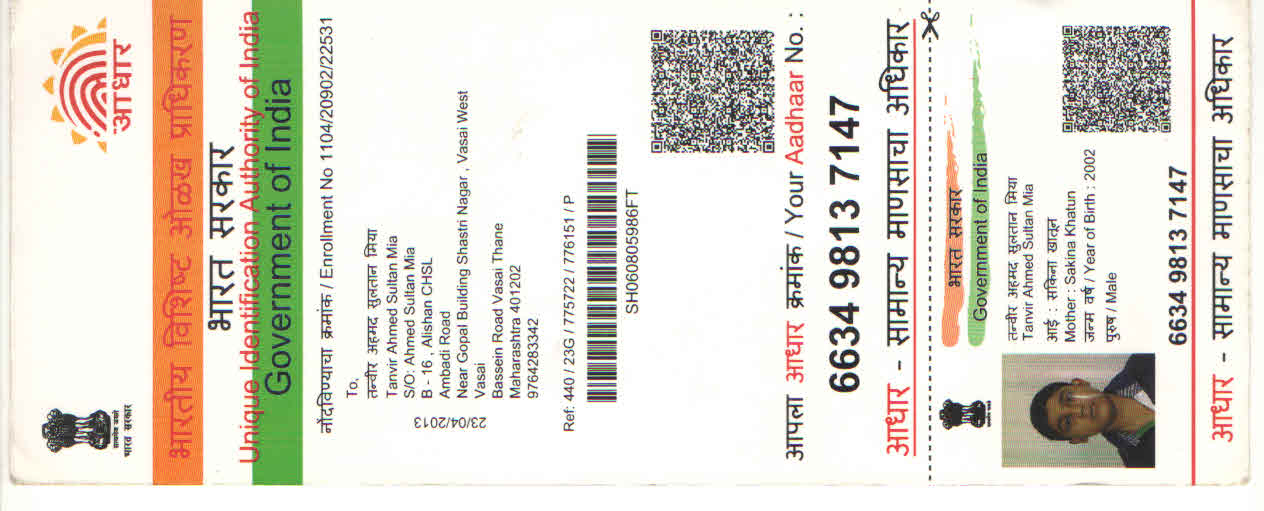 आधार
सत्यमेव जयते
भारत सरकार
भारतीय विशिष्ट ओळख प्राधिकरण
भारत सरकार
Unique Identification Authority of India
Government of India
नोंदविण्याचा क्रमांक / Enrollment No 1104/20902/22531
To,
तन्वीर अहमद सुलतान मिया
Tanvir Ahmed Sultan Mia
S/O: Ahmed Sultan Mia
B - 16 , Alishan CHSL
Ambadi Road
Near Gopal Building Shastri Nagar , Vasai West
Vasai
Bassein Road Vasai Thane
Maharashtra 401202
9764283342
23/04/2013
Ref: 440 / 23G / 775722 / 776151 / P
SH060805986FT
आपला आधार क्रमांक / Your Aadhaar No. :
6634 9813 7147
आधार - सामान्य माणसाचा अधिकार
भारत सरकार
Government of India
तन्वीर अहमद सुलतान मिया
Tanvir Ahmed Sultan Mia
आई : सकिना खातून
Mother : Sakina Khatun
जन्म वर्ष / Year of Birth : 2002
पुरुष / Male
6634 9813 7147
आधार - सामान्य माणसाचा अधिकार